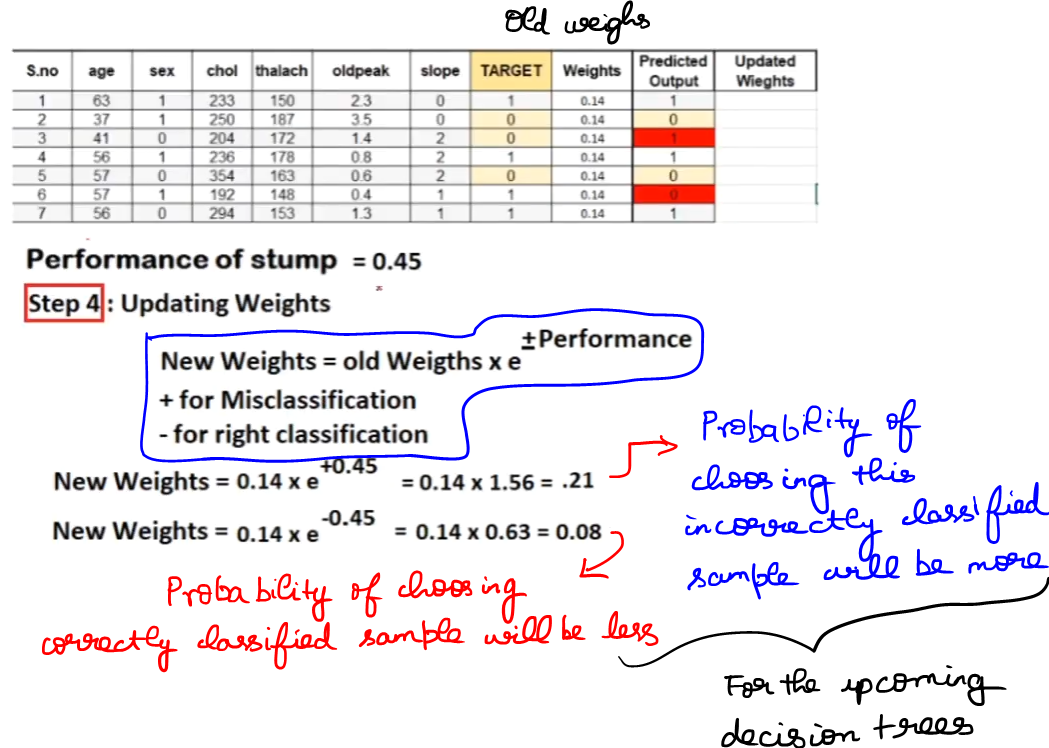 Old weighs
S.no age sex chol thalach oldpeak slope TARGET Weights Predicted Output Updated Wieghts
1 63 1 233 150 2.3 0 1 0.14 1
2 37 1 250 187 3.5 0 0 0.14 0
3 41 0 204 172 1.4 2 0 0.14 1
4 56 1 236 178 0.8 2 1 0.14 1
5 57 0 354 163 0.6 2 0 0.14 0
6 57 1 192 148 0.4 1 1 0.14 0
7 56 0 294 153 1.3 1 1 0.14 1
Performance of stump = 0.45
Step 4 : Updating Weights
New Weights = old Weigths x e ±Performance
+ for Misclassification
- for right classification
New Weights = 0.14 x e +0.45 = 0.14 x 1.56 = .21
New Weights = 0.14 x e -0.45 = 0.14 x 0.63 = 0.08
Probability of
choosing this
incorrectly classified
sample will be more
Probability of choosing
correctly classified sample will be less
For the upcoming
decision trees